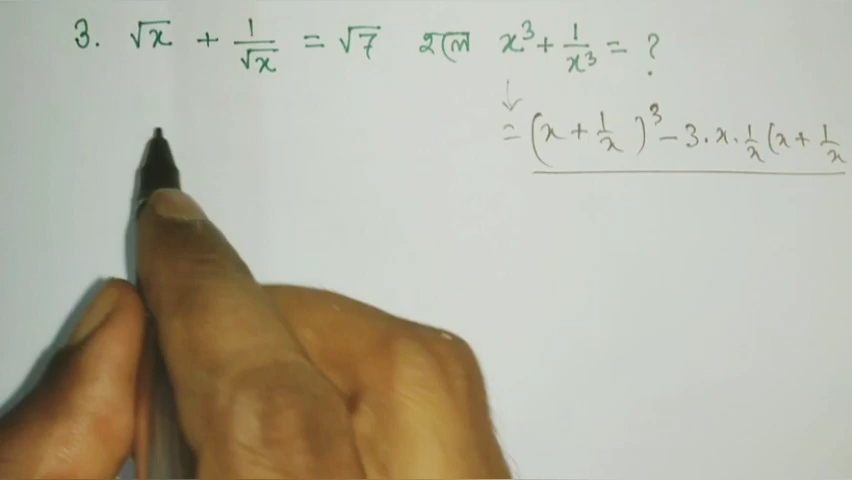 3. √x + 1/√x = √7 হলে x³ + 1/x³ = ?
↓
= (x + 1/x)³ – 3·x·1/x (x + 1/x